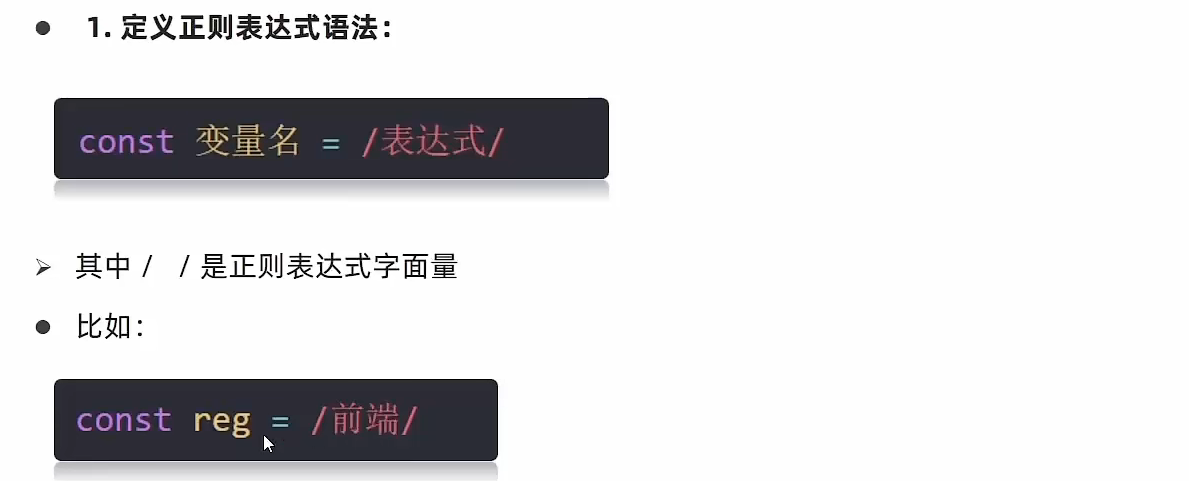 1. 定义正则表达式语法：
const 变量名 = /表达式/
其中 / / 是正则表达式字面量
比如：
const reg = /前端/